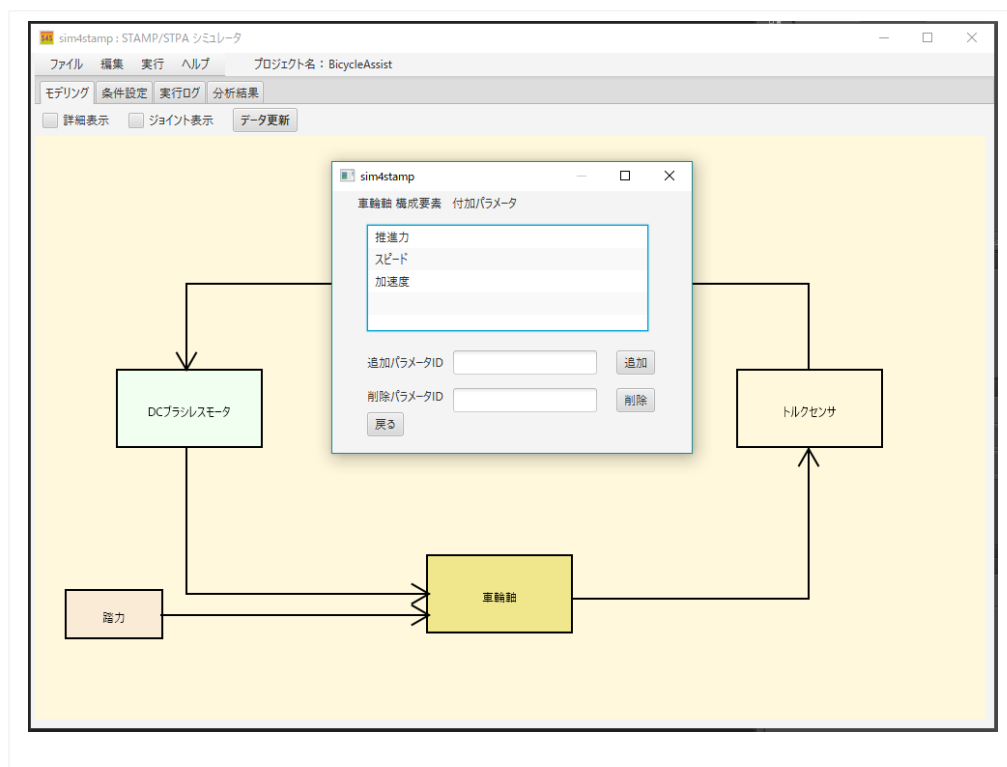 sim4stamp : STAMP/STPA シミュレータ
ファイル 編集 実行 ヘルプ プロジェクト名：BicycleAssist
モデリング 条件設定 実行ログ 分析結果
詳細表示 ジョイント表示 データ更新
sim4stamp
車輪軸 構成要素 付加パラメータ
推進力
スピード
加速度
追加パラメータID 追加
削除パラメータID 削除
戻る
DCブラシレスモータ
トルクセンサ
車輪軸
踏力